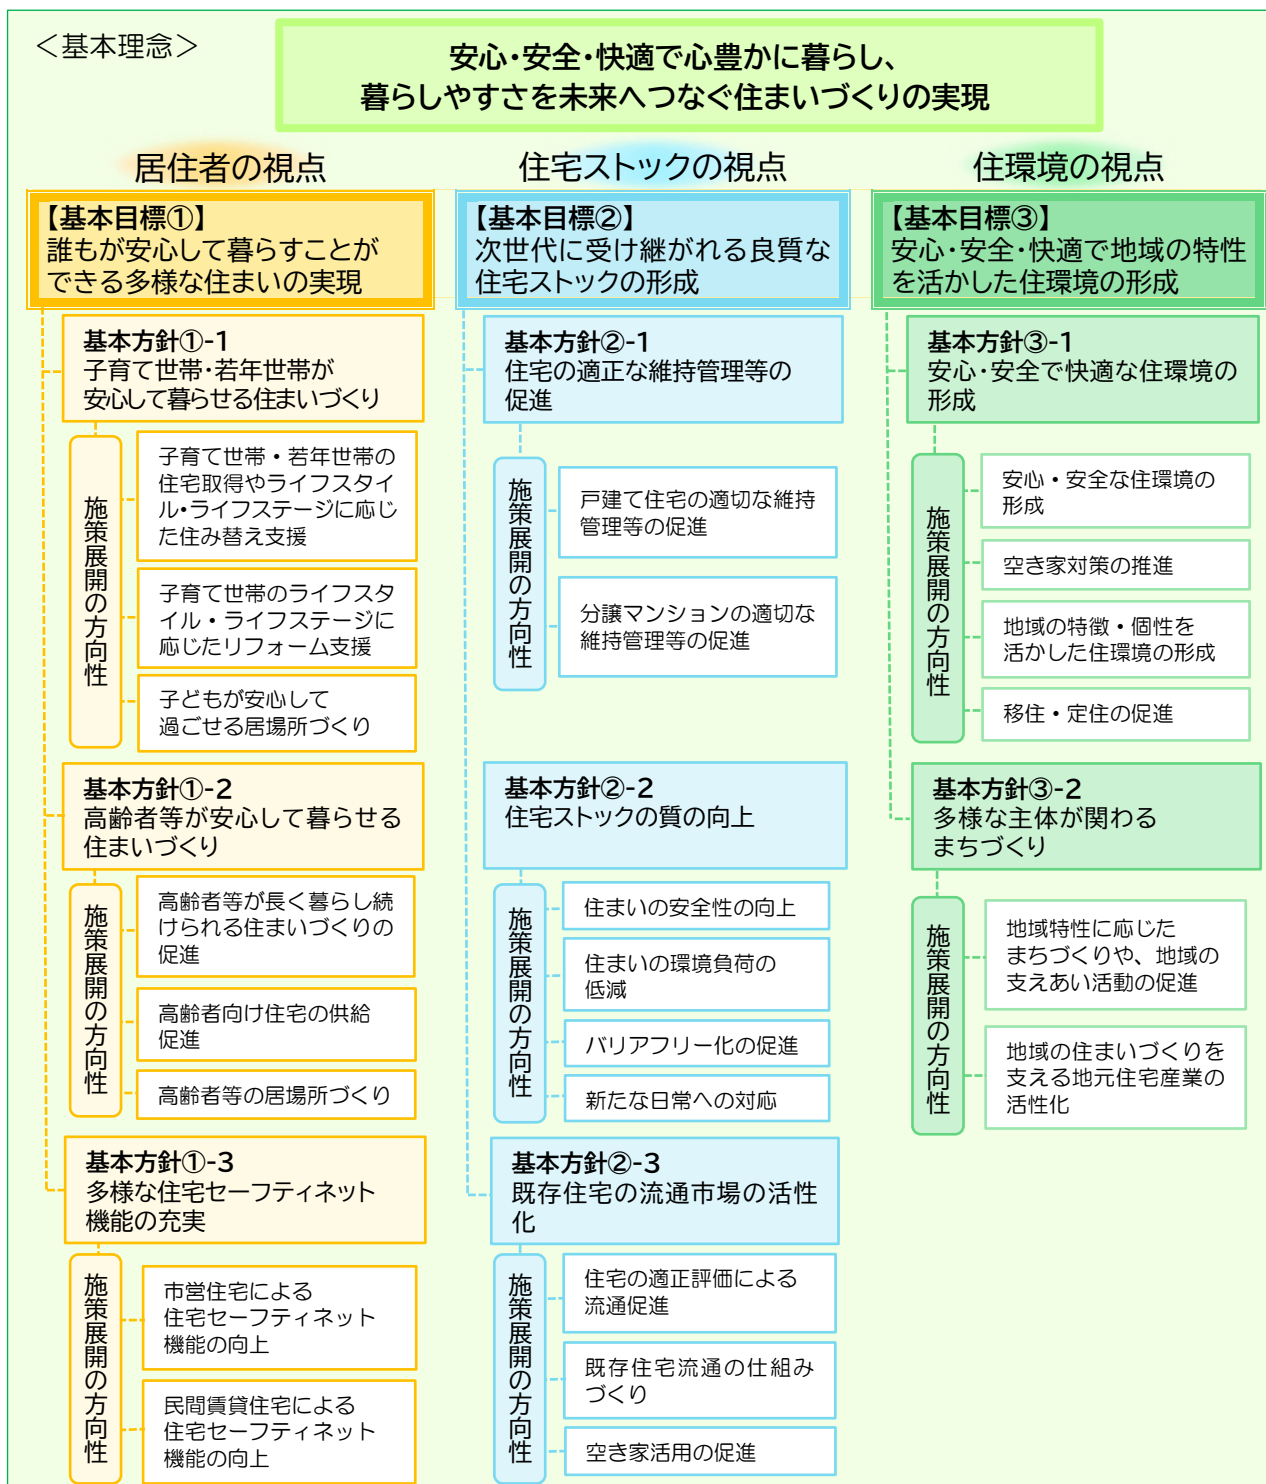 ＜基本理念＞
安心・安全・快適で心豊かに暮らし、
暮らしやすさを未来へつなぐ住まいづくりの実現
居住者の視点
【基本目標①】
誰もが安心して暮らすことが
できる多様な住まいの実現
基本方針①-1
子育て世帯・若年世帯が
安心して暮らせる住まいづくり
施策展開の方向性
子育て世帯・若年世帯の
住宅取得やライフスタイ
ル・ライフステージに応じ
た住み替え支援
子育て世帯のライフスタ
イル・ライフステージに
応じたリフォーム支援
子どもが安心して
過ごせる居場所づくり
基本方針①-2
高齢者等が安心して暮らせる
住まいづくり
施策展開の方向性
高齢者等が長く暮らし続
けられる住まいづくりの
促進
高齢者向け住宅の供給
促進
高齢者等の居場所づくり
基本方針①-3
多様な住宅セーフティネット
機能の充実
施策展開の方向性
市営住宅による
住宅セーフティネット
機能の向上
民間賃貸住宅による
住宅セーフティネット
機能の向上
住宅ストックの視点
【基本目標②】
次世代に受け継がれる良質な
住宅ストックの形成
基本方針②-1
住宅の適正な維持管理等の
促進
施策展開の方向性
戸建て住宅の適切な維持
管理等の促進
分譲マンションの適切な
維持管理等の促進
基本方針②-2
住宅ストックの質の向上
施策展開の方向性
住まいの安全性の向上
住まいの環境負荷の
低減
バリアフリー化の促進
新たな日常への対応
基本方針②-3
既存住宅の流通市場の活性
化
施策展開の方向性
住宅の適正評価による
流通促進
既存住宅流通の仕組み
づくり
空き家活用の促進
住環境の視点
【基本目標③】
安心・安全・快適で地域の特性
を活かした住環境の形成
基本方針③-1
安心・安全で快適な住環境の
形成
施策展開の方向性
安心・安全な住環境の
形成
空き家対策の推進
地域の特徴・個性を
活かした住環境の形成
移住・定住の促進
基本方針③-2
多様な主体が関わる
まちづくり
施策展開の方向性
地域特性に応じた
まちづくりや、地域の
支えあい活動の促進
地域の住まいづくりを
支える地元住宅産業の
活性化